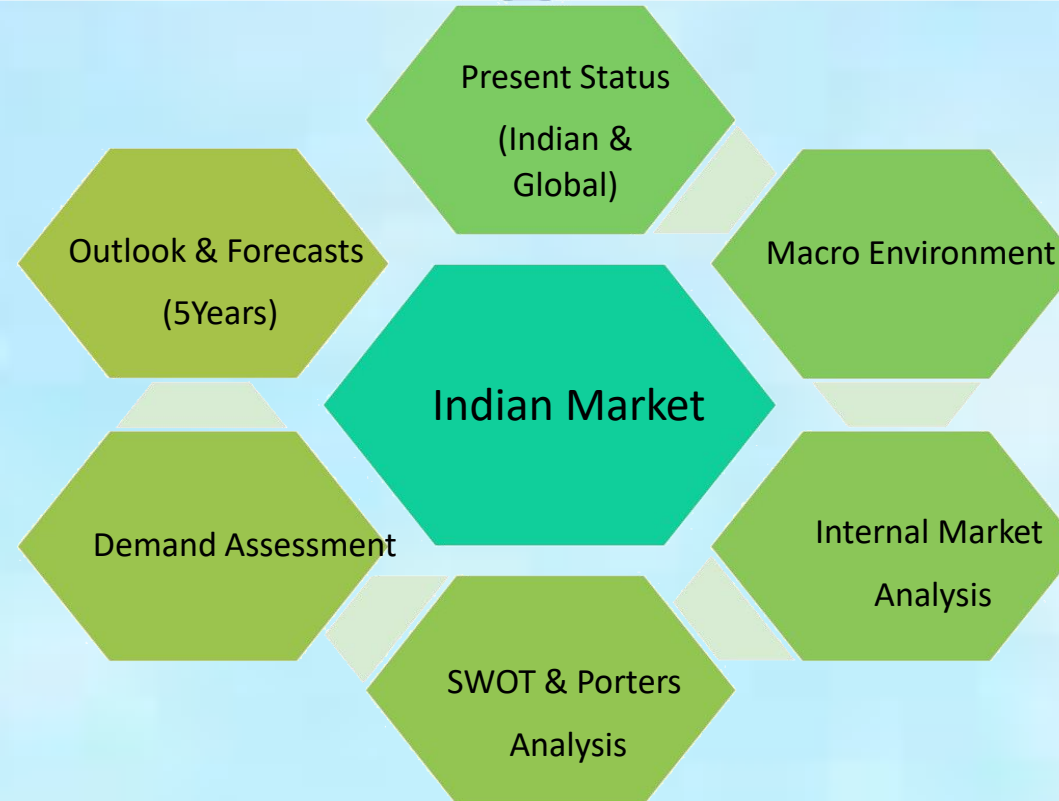 Present Status
(Indian &
Global)
Macro Environment
Internal Market
Analysis
SWOT & Porters
Analysis
Demand Assessment
Outlook & Forecasts
(5Years)
Indian Market